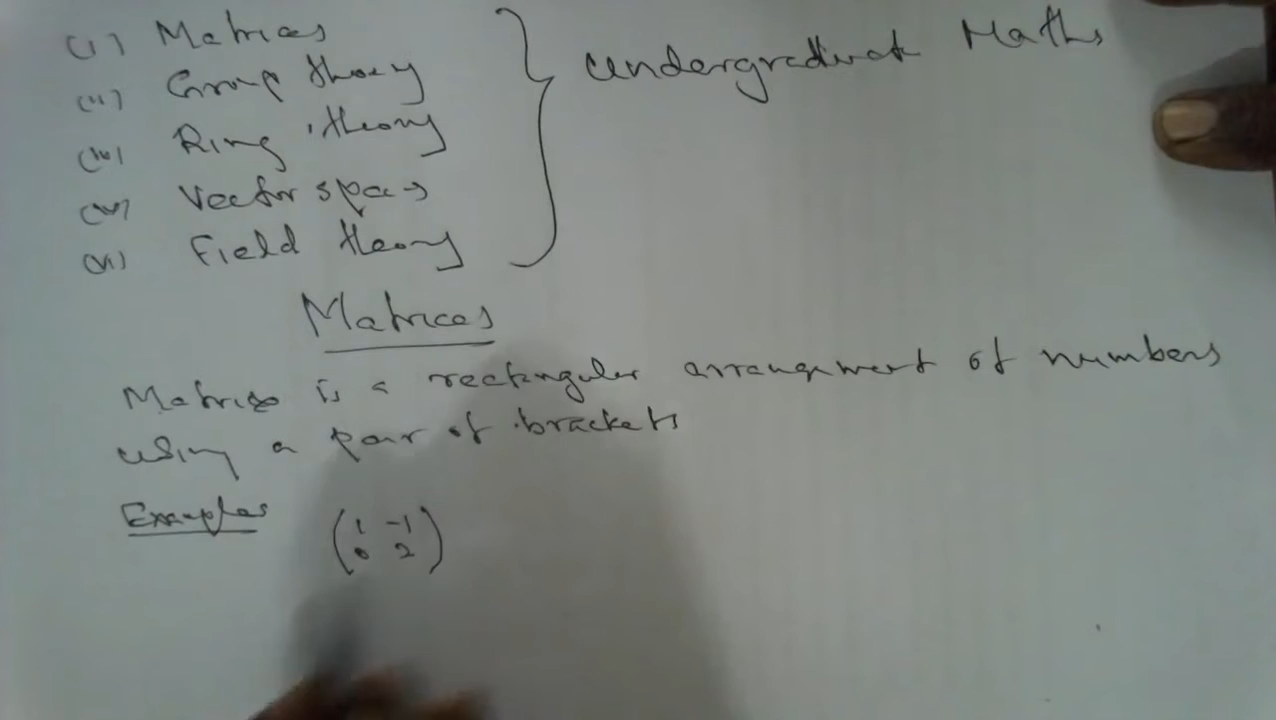 (i) Matrices
(ii) Group theory
(iv) Ring theory
(v) Vector spaces
(vi) Field theory
} undergraduate Maths
Matrices
Matrix is a rectangular arrangement of numbers
using a pair of brackets
Examples (1 -1
0 2)